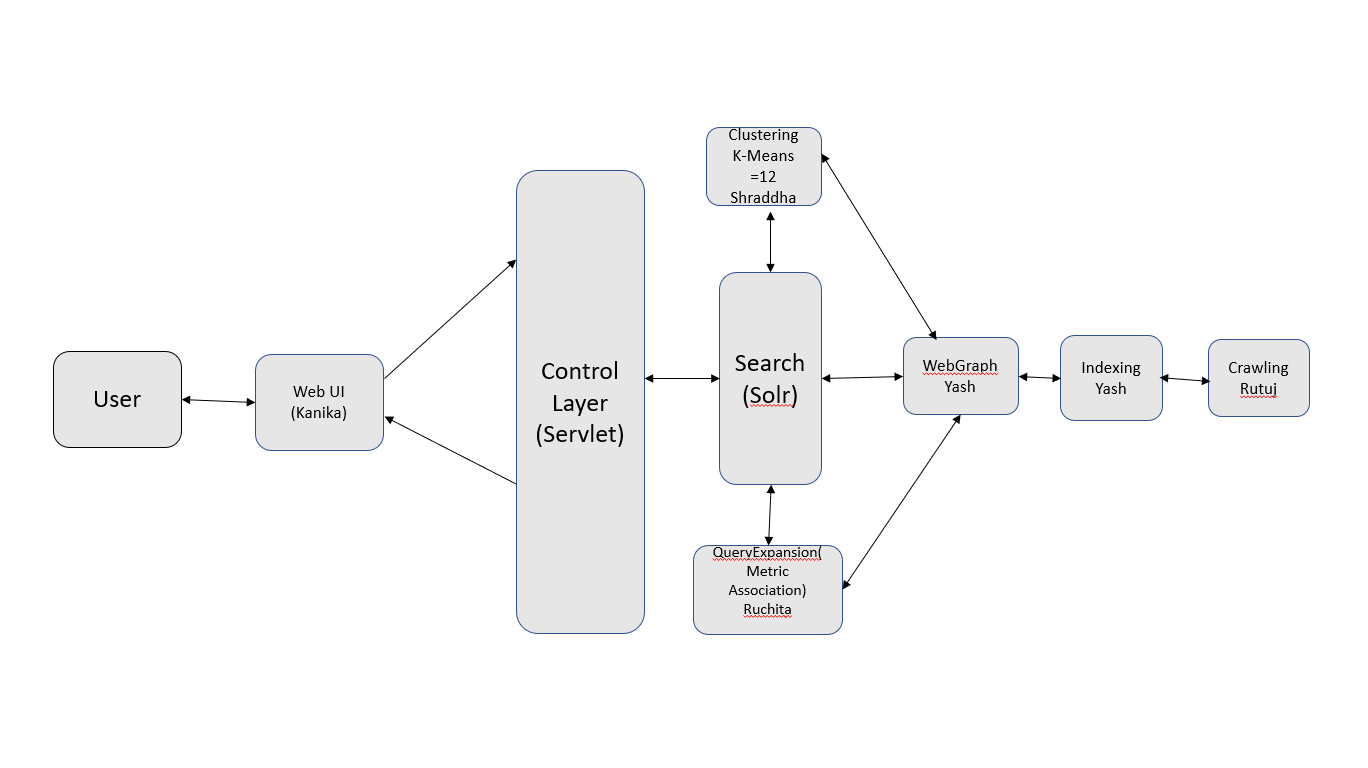 User
Web UI
(Kanika)
Control
Layer
(Servlet)
Clustering
K-Means
=12
Shraddha
Search
(Solr)
QueryExpansion(
Metric
Association)
Ruchita
WebGraph
Yash
Indexing
Yash
Crawling
Rutuj